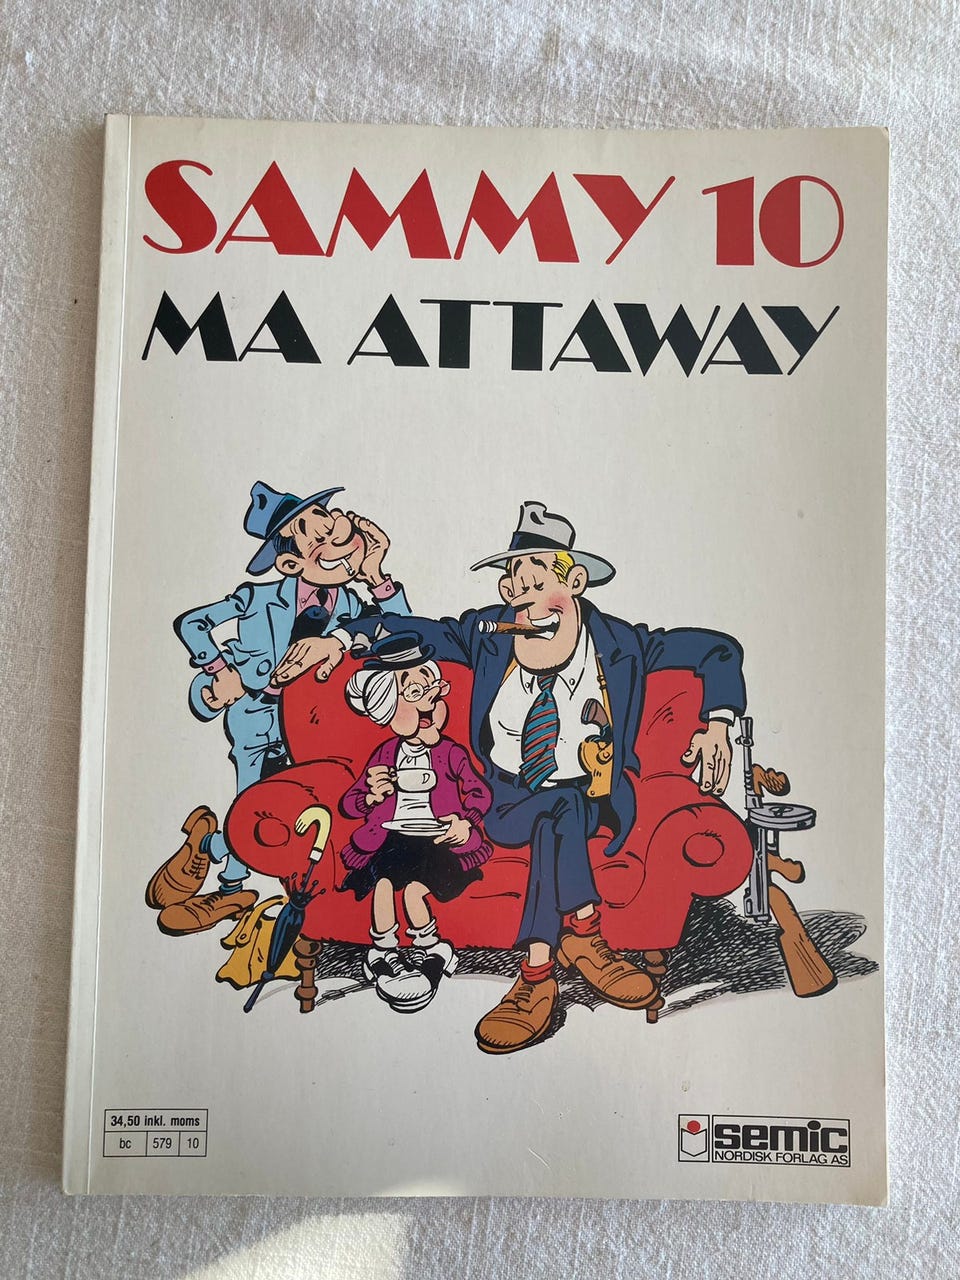 SAMMY 10
MA ATTAWAY
34,50 inkl. moms
bc 579 10
semic
NORDISK FORLAG AS